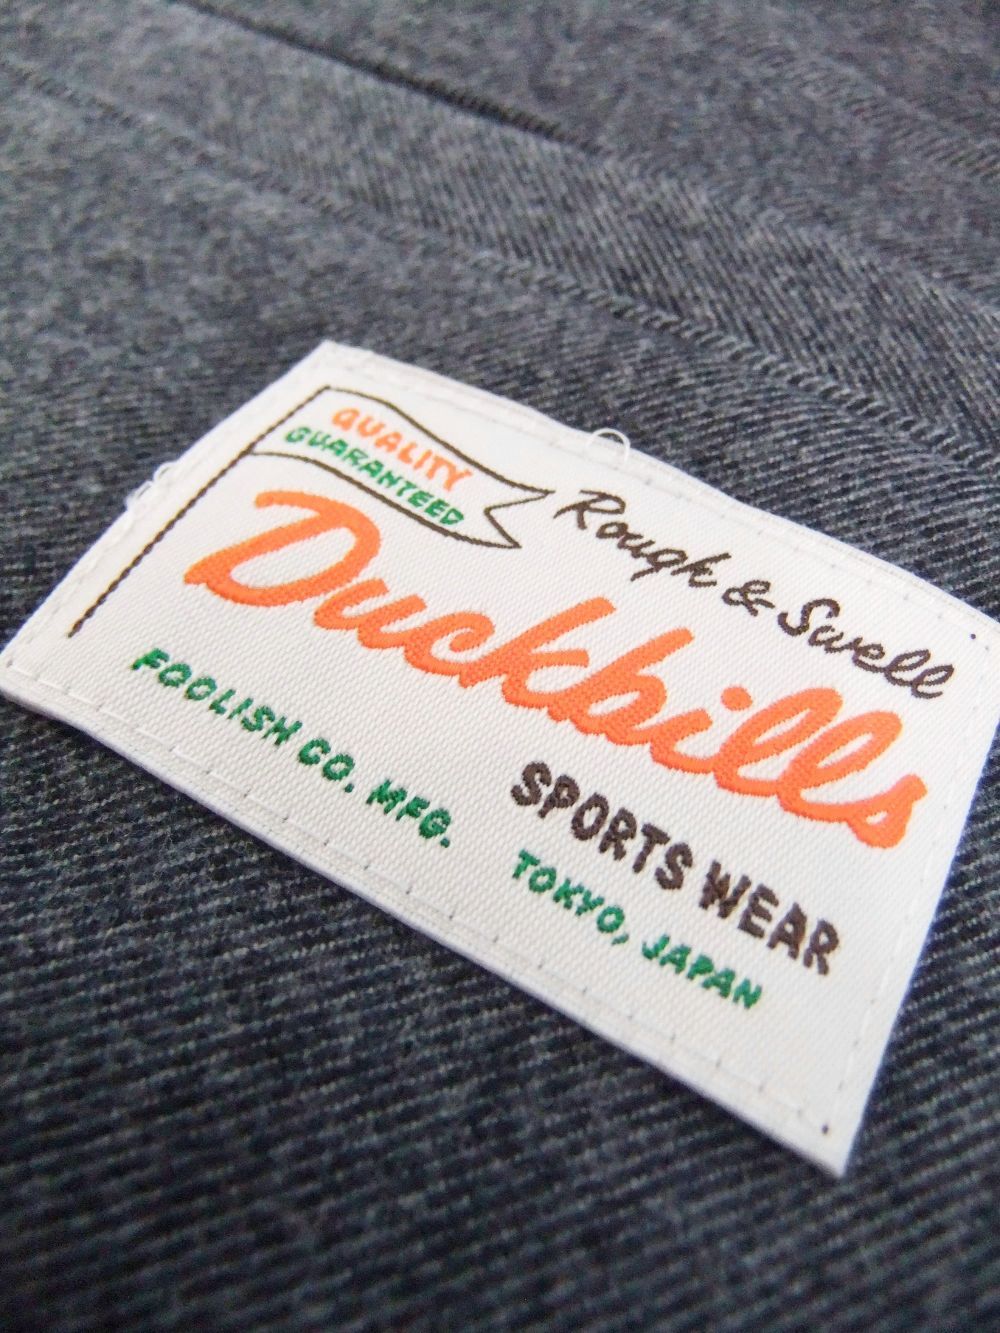 QUALITY
GUARANTEED
Rough & Swell
Duckbills
SPORTS WEAR
FOOLISH CO. MFG.
TOKYO, JAPAN